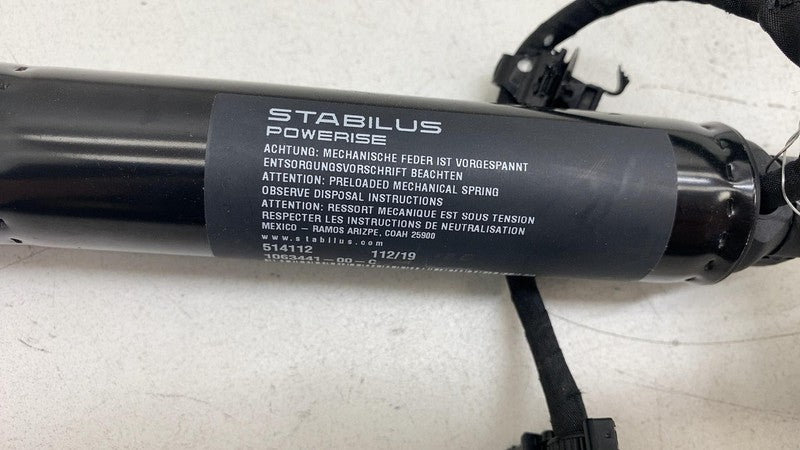 STABILUS
POWERISE
ACHTUNG: MECHANISCHE FEDER IST VORGESPANNT
ENTSORGUNGSVORSCHRIFT BEACHTEN
ATTENTION: PRELOADED MECHANICAL SPRING
OBSERVE DISPOSAL INSTRUCTIONS
ATTENTION: RESSORT MECANIQUE EST SOUS TENSION
RESPECTER LES INSTRUCTIONS DE NEUTRALISATION
MEXICO – RAMOS ARIZPE, COAH 25900
www.stabilus.com
514112 112/19
1063441–00–C